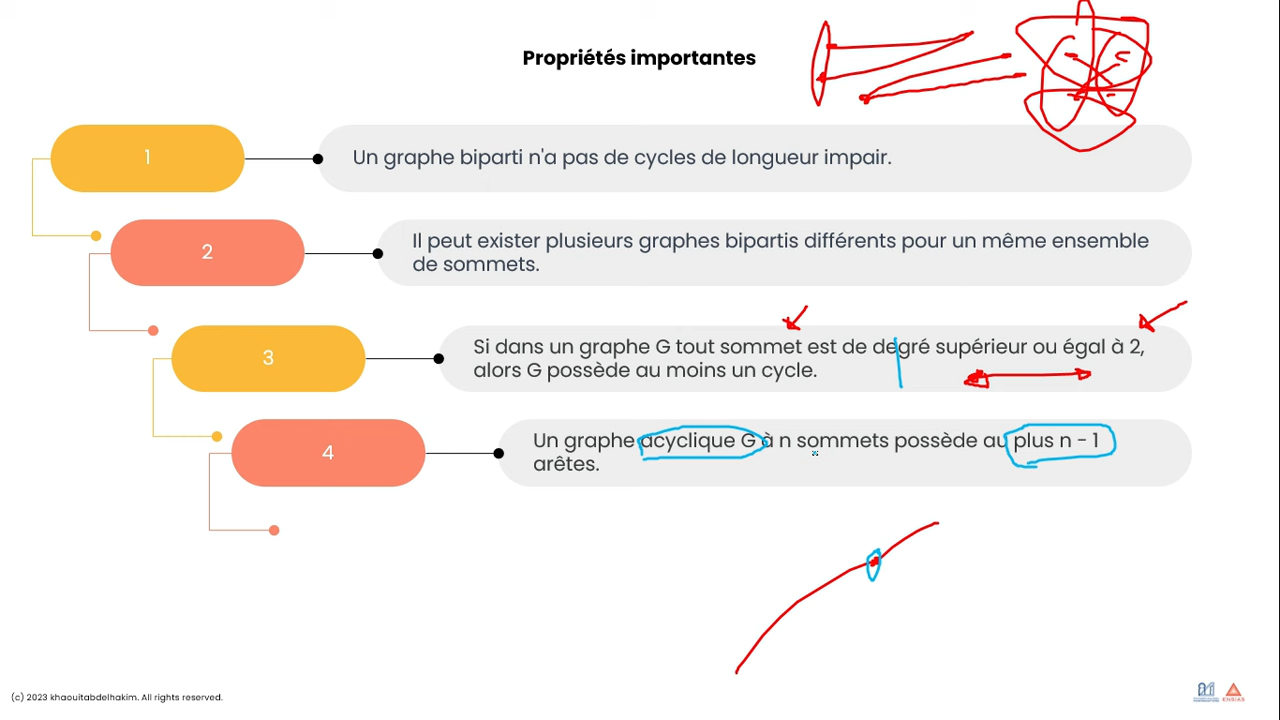 Propriétés importantes
1
Un graphe biparti n'a pas de cycles de longueur impair.
2
Il peut exister plusieurs graphes bipartis différents pour un même ensemble
de sommets.
3
Si dans un graphe G tout sommet est de degré supérieur ou égal à 2,
alors G possède au moins un cycle.
4
Un graphe acyclique G à n sommets possède au plus n - 1
arêtes.
(c) 2023 khaouitabdelhakim. All rights reserved.
ENSIAS